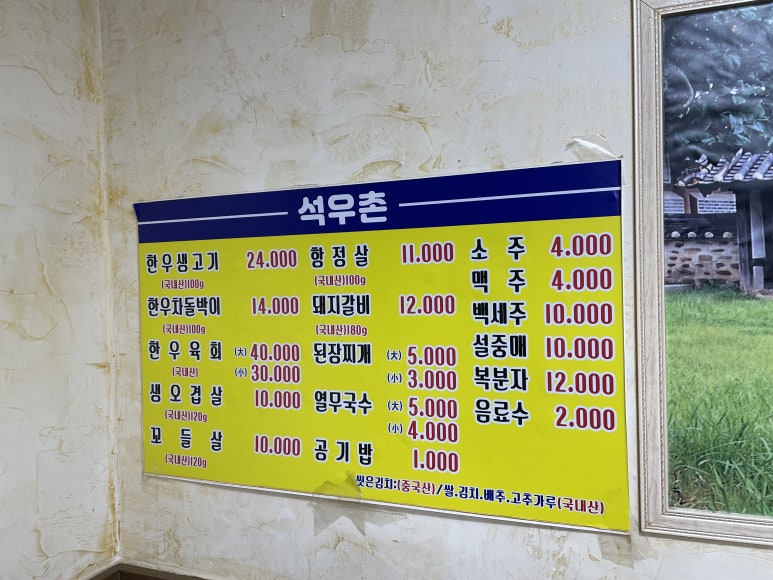 석우촌
한우생고기 24.000
(국내산)100g
한우차돌박이 14.000
(국내산)100g
한우육회 (大) 40.000
(국내산) (小) 30.000
생오겹살 10.000
(국내산)120g
꼬들살 10.000
(국내산)120g
항정살 11.000
(국내산)100g
돼지갈비 12.000
(국내산)180g
된장찌개 (大) 5.000
(小) 3.000
열무국수 (大) 5.000
(小) 4.000
공기밥 1.000
소주 4.000
맥주 4.000
백세주 10.000
설중매 10.000
복분자 12.000
음료수 2.000
씻은김치:(중국산)/쌀.김치.배추.고추가루(국내산)